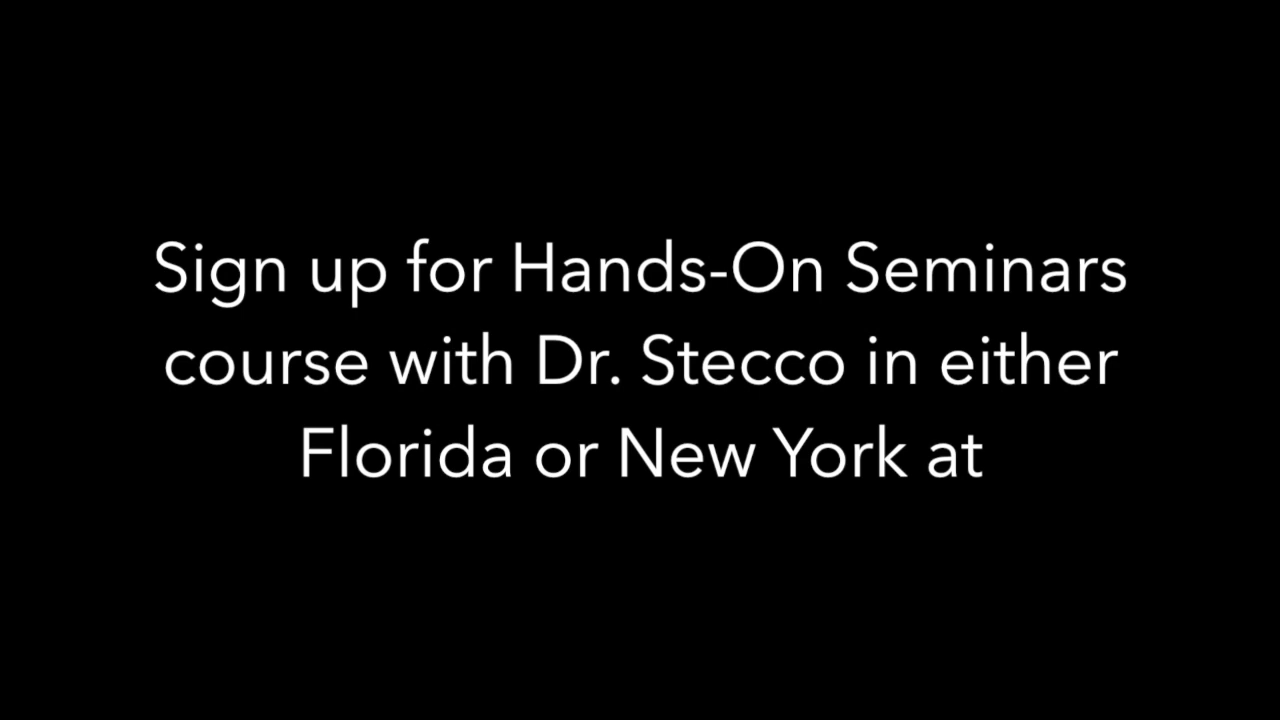 Sign up for Hands-On Seminars
course with Dr. Stecco in either
Florida or New York at